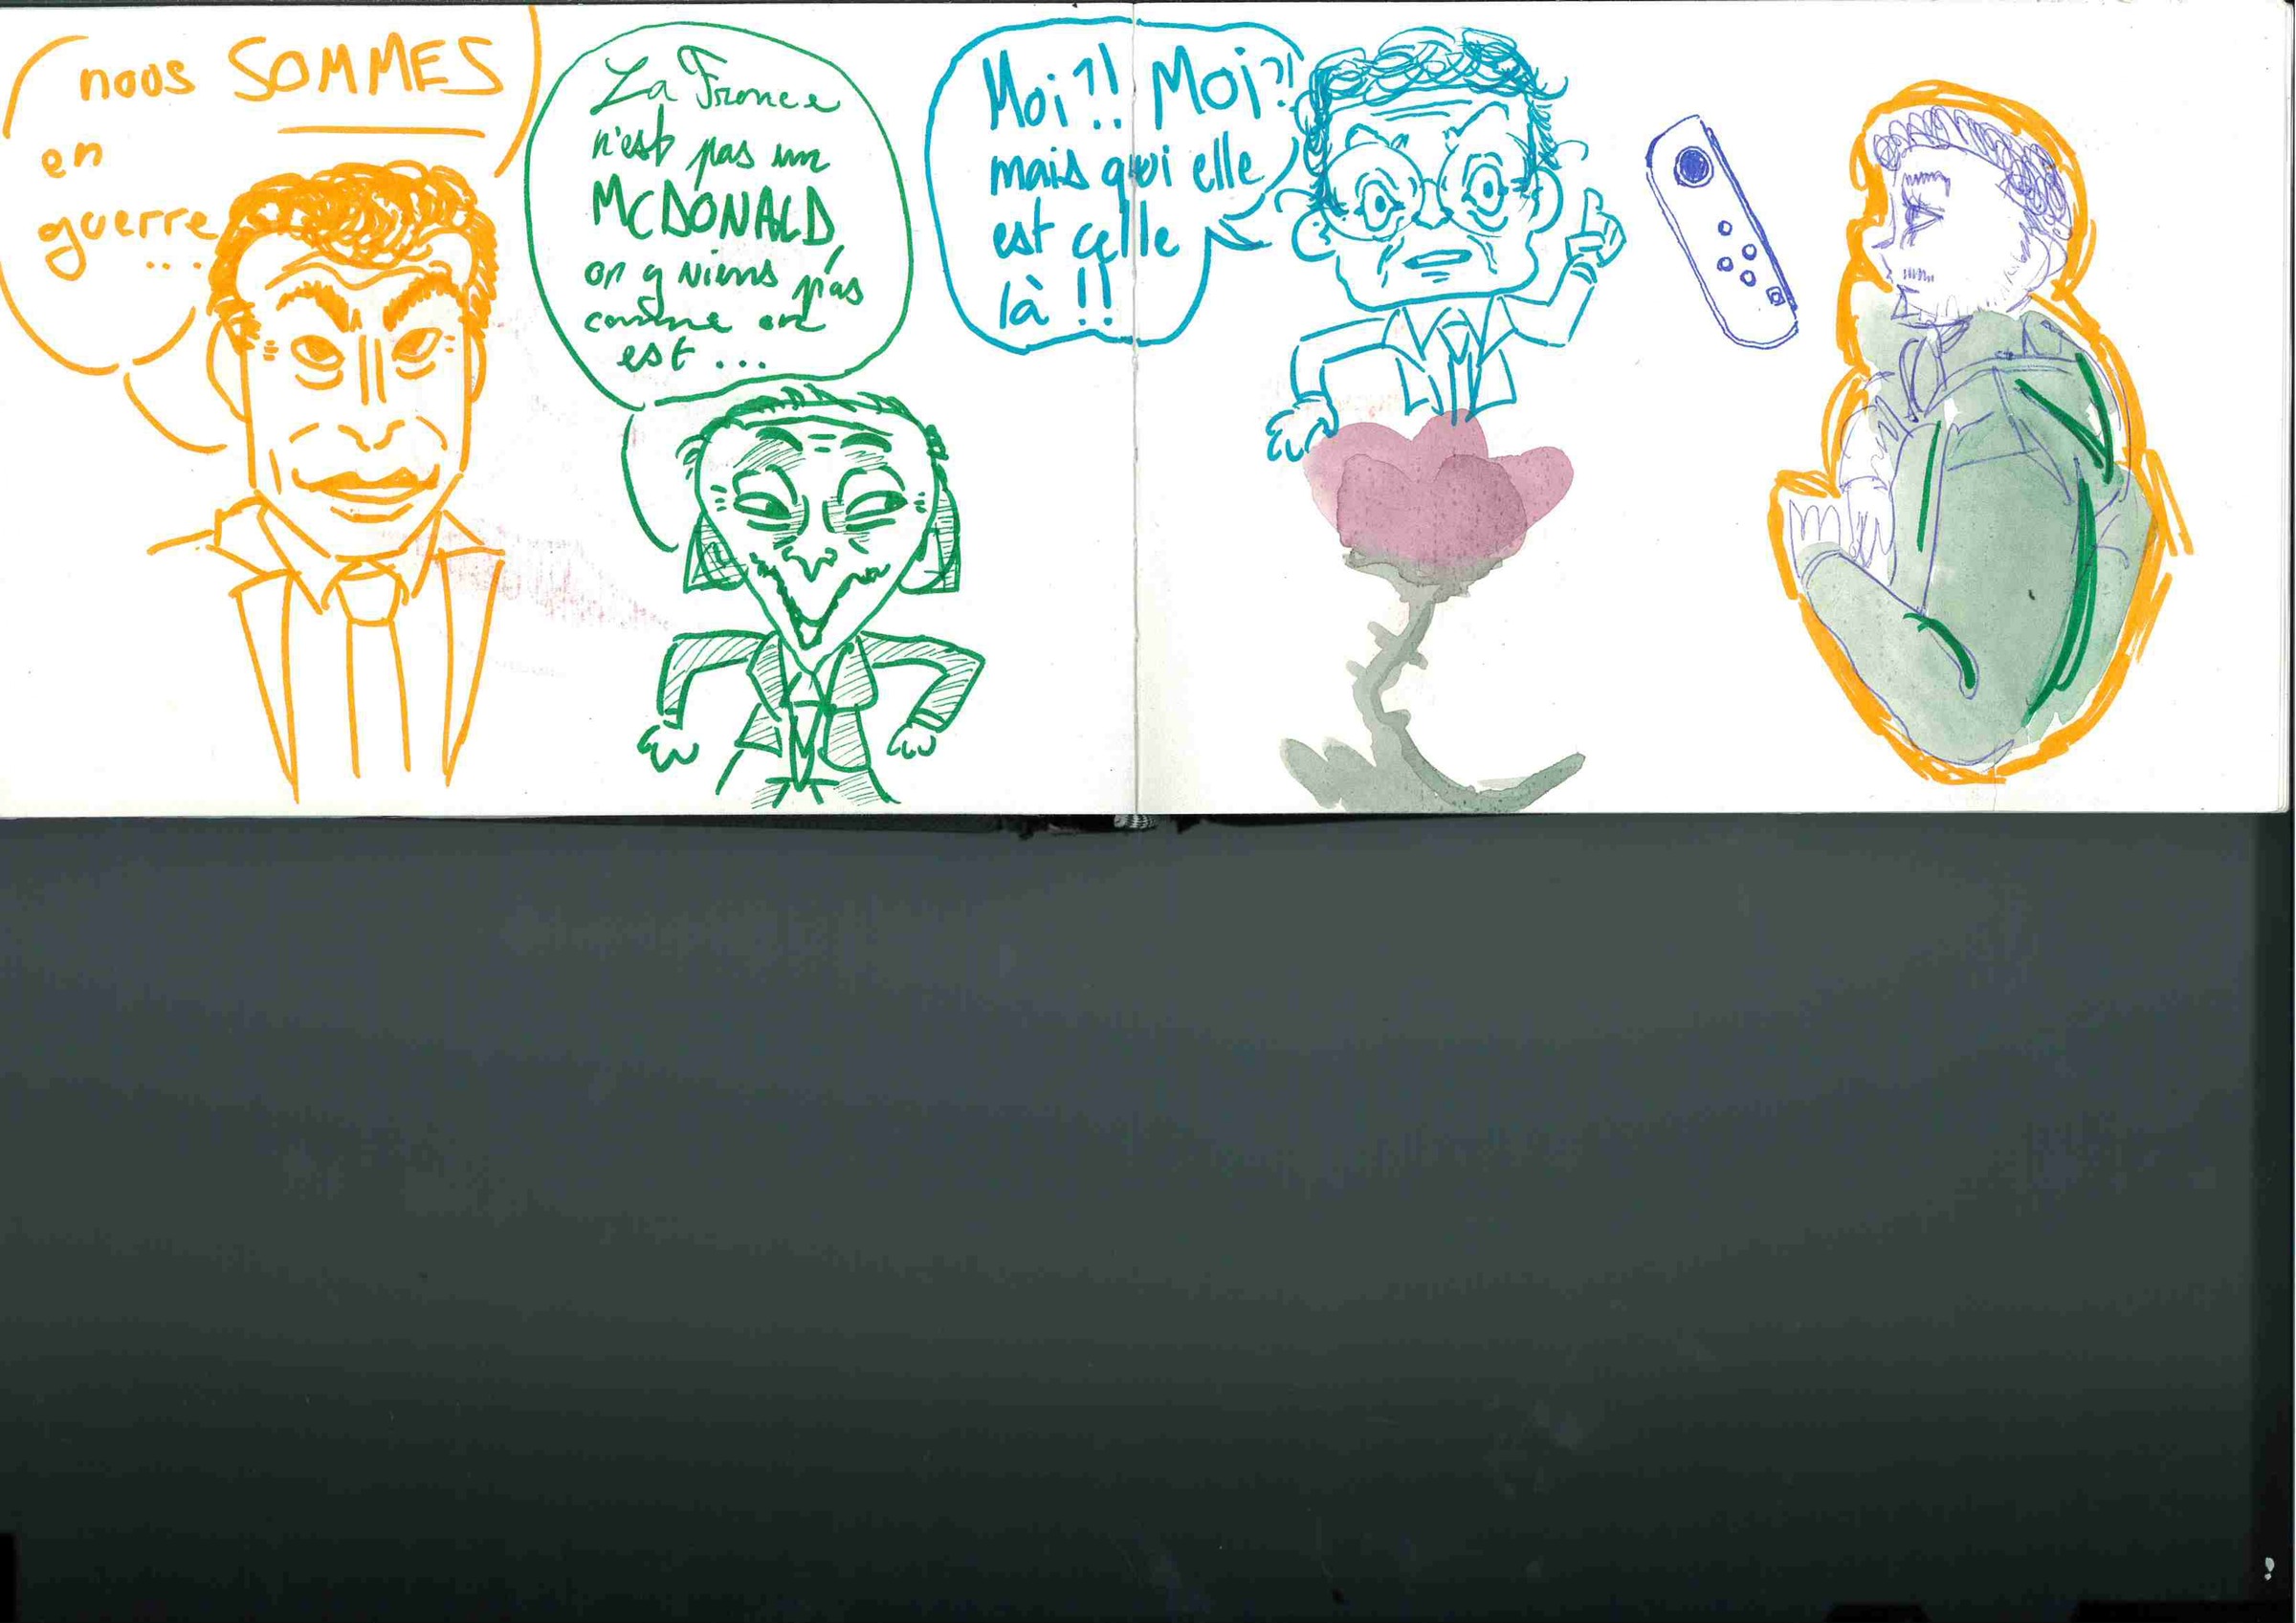 nous SOMMES
en
guerre
...
La France
n'est pas un
MCDONALD,
on y viens pas
comme on
est ...
Moi ?! Moi ?!
mais qui elle
est celle
là !!